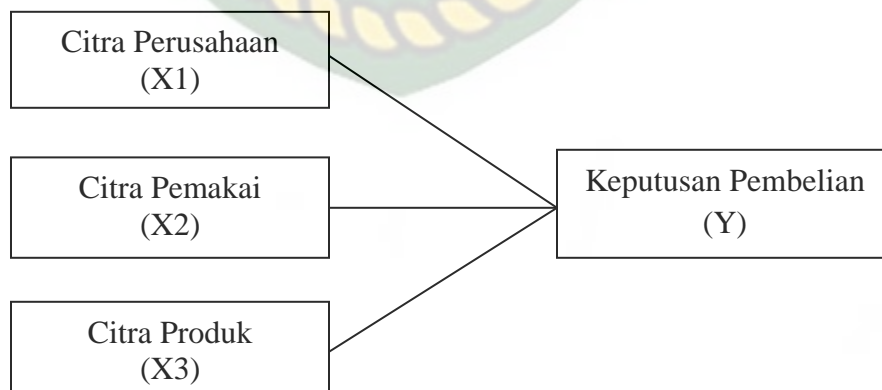 Citra Perusahaan
(X1)
Citra Pemakai
(X2)
Keputusan Pembelian
(Y)
Citra Produk
(X3)